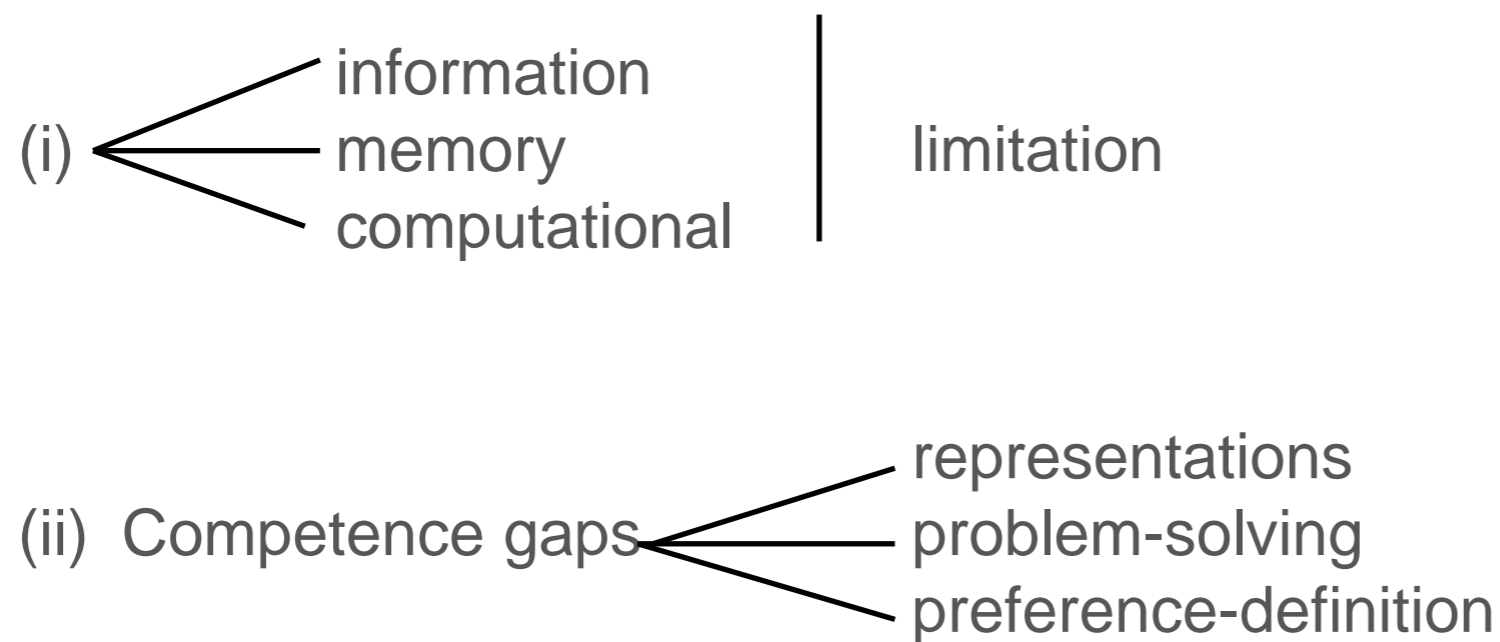 information
(i) memory limitation
computational
representations
(ii) Competence gaps problem-solving
preference-definition